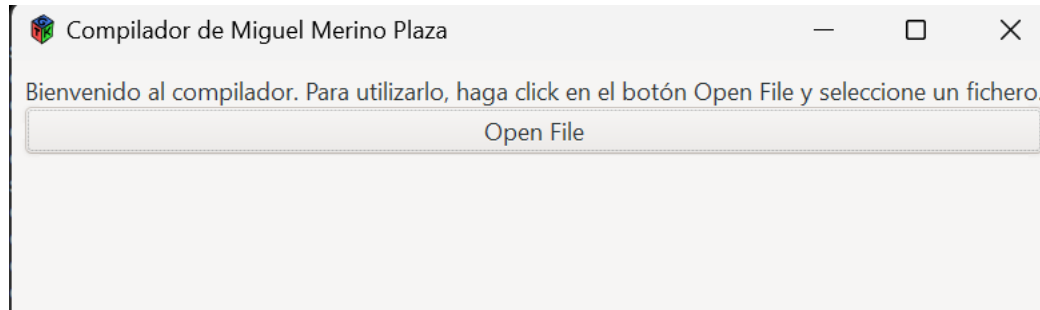 Compilador de Miguel Merino Plaza
Bienvenido al compilador. Para utilizarlo, haga click en el botón Open File y seleccione un fichero.
Open File